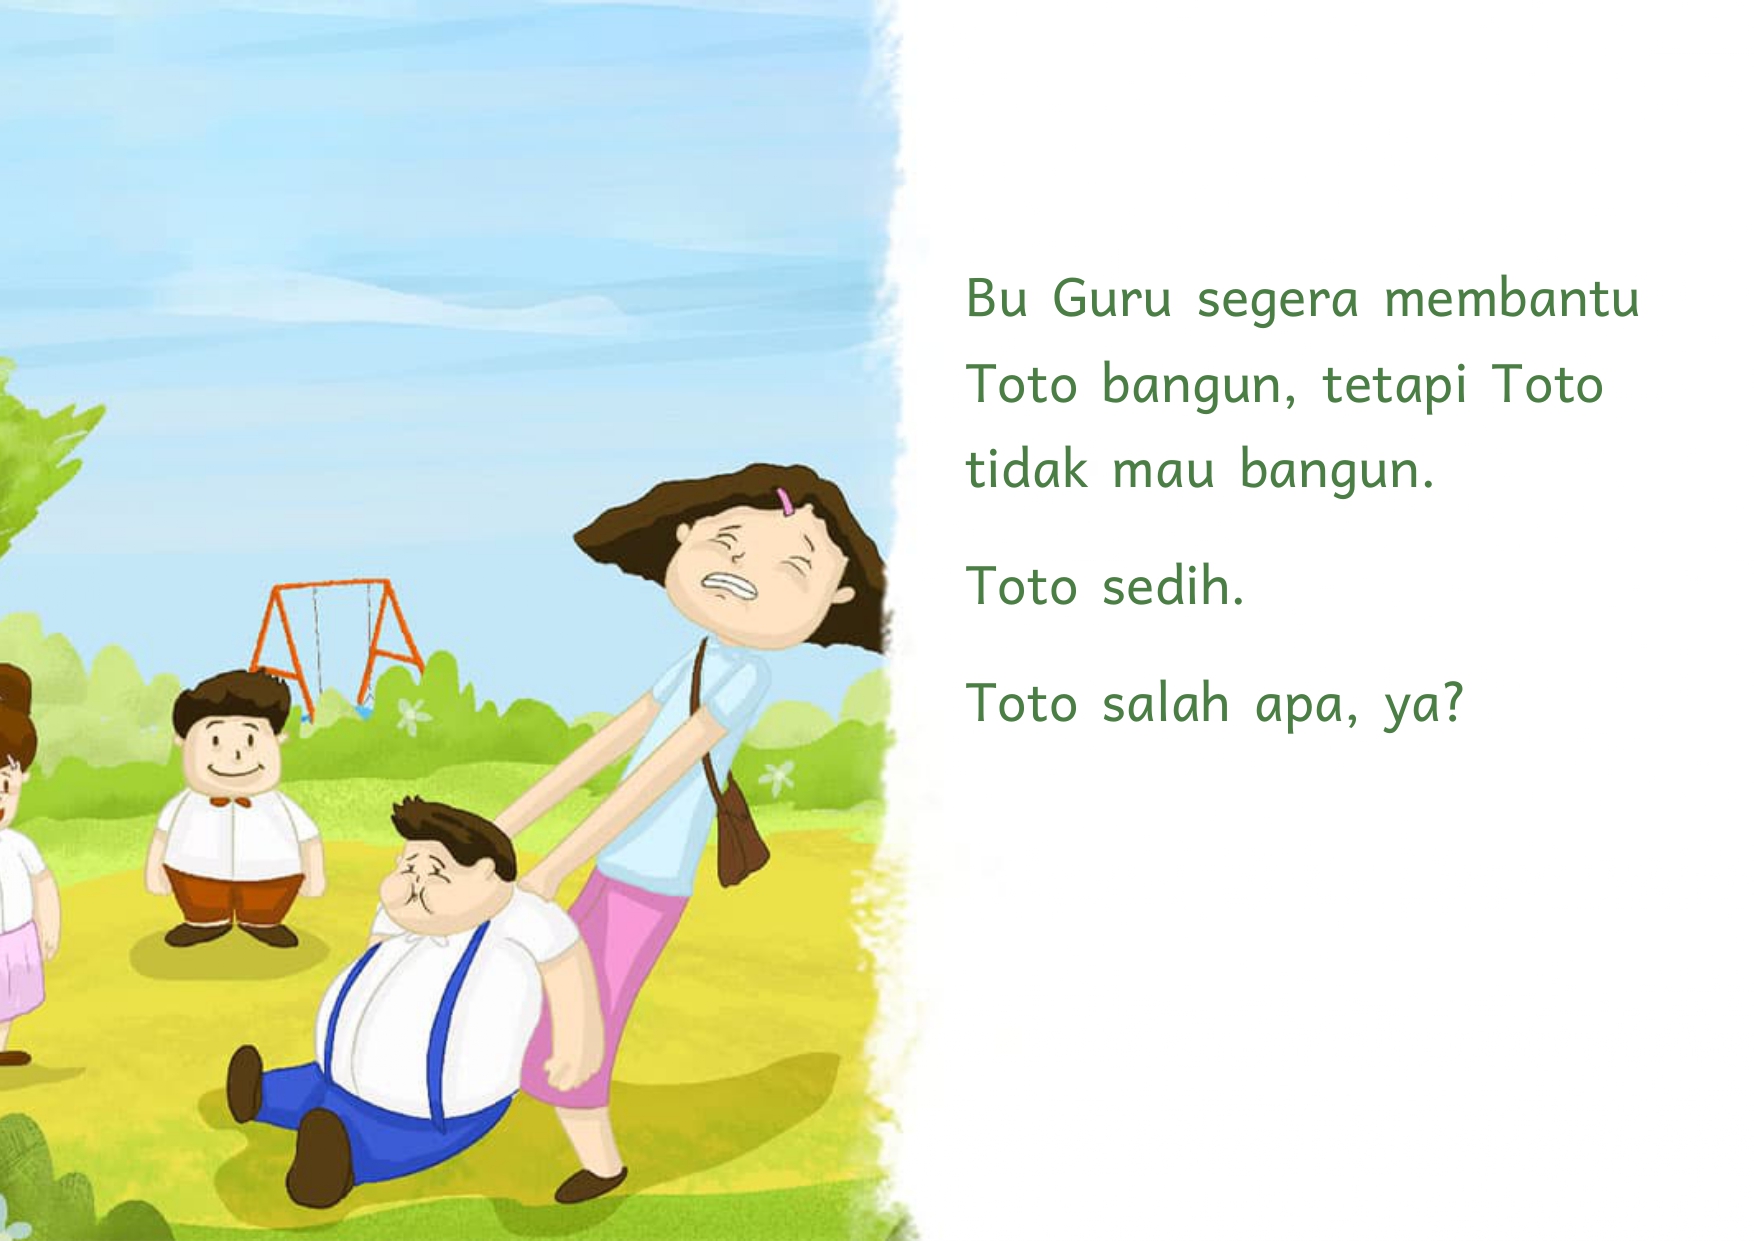 Bu Guru segera membantu
Toto bangun, tetapi Toto
tidak mau bangun.
Toto sedih.
Toto salah apa, ya?